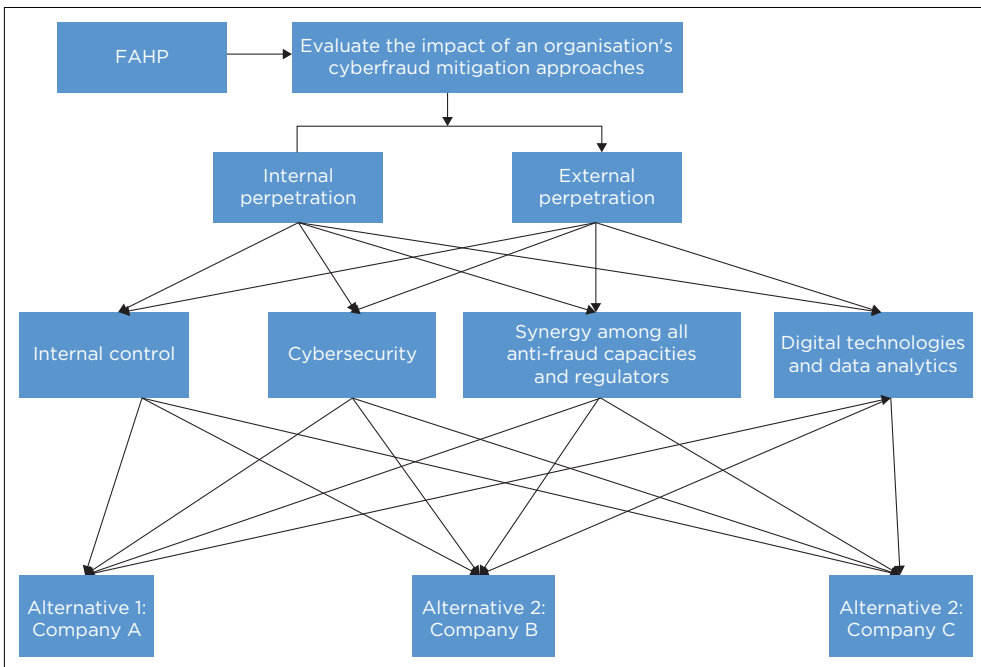 FAHP
Evaluate the impact of an organisation's
cyberfraud mitigation approaches
Internal
perpetration
External
perpetration
Internal control
Cybersecurity
Synergy among all
anti-fraud capacities
and regulators
Digital technologies
and data analytics
Alternative 1:
Company A
Alternative 2:
Company B
Alternative 2:
Company C